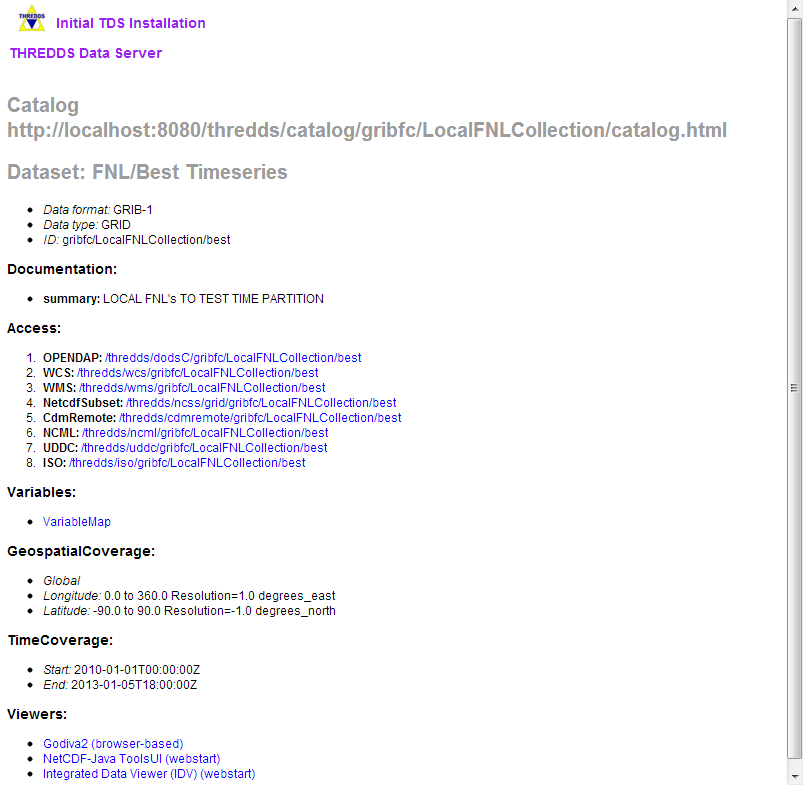 THREDDS
Initial TDS Installation
THREDDS Data Server
Catalog
http://localhost:8080/thredds/catalog/gribfc/LocalFNLCollection/catalog.html
Dataset: FNL/Best Timeseries
• Data format: GRIB-1
• Data type: GRID
• ID: gribfc/LocalFNLCollection/best
Documentation:
• summary: LOCAL FNL's TO TEST TIME PARTITION
Access:
1. OPENDAP: /thredds/dodsC/gribfc/LocalFNLCollection/best
2. WCS: /thredds/wcs/gribfc/LocalFNLCollection/best
3. WMS: /thredds/wms/gribfc/LocalFNLCollection/best
4. NetcdfSubset: /thredds/ncss/grid/gribfc/LocalFNLCollection/best
5. CdmRemote: /thredds/cdmremote/gribfc/LocalFNLCollection/best
6. NCML: /thredds/ncml/gribfc/LocalFNLCollection/best
7. UDDC: /thredds/uddc/gribfc/LocalFNLCollection/best
8. ISO: /thredds/iso/gribfc/LocalFNLCollection/best
Variables:
• VariableMap
GeospatialCoverage:
• Global
• Longitude: 0.0 to 360.0 Resolution=1.0 degrees_east
• Latitude: -90.0 to 90.0 Resolution=-1.0 degrees_north
TimeCoverage:
• Start: 2010-01-01T00:00:00Z
• End: 2013-01-05T18:00:00Z
Viewers:
• Godiva2 (browser-based)
• NetCDF-Java ToolsUI (webstart)
• Integrated Data Viewer (IDV) (webstart)